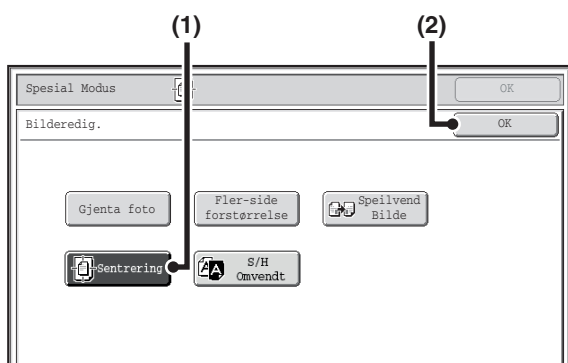 (1) (2)
Spesial Modus OK
Bilderedig. OK
Gjenta foto
Fler-side
forstørrelse
Speilvend
Bilde
Sentrering
S/H
Omvendt